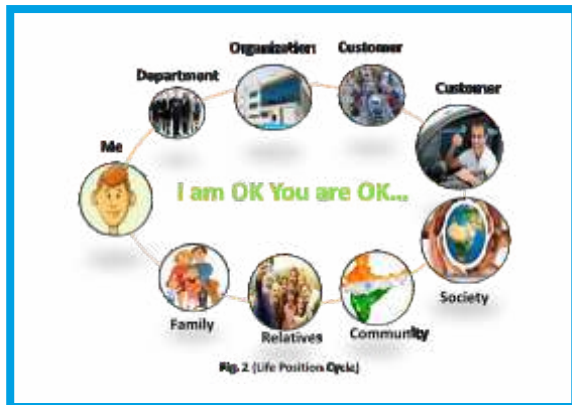 Organization
Customer
Department
Customer
Me
I am OK You are OK...
Society
Family
Relatives
Community
Fig. 2 (Life Position Cycle)